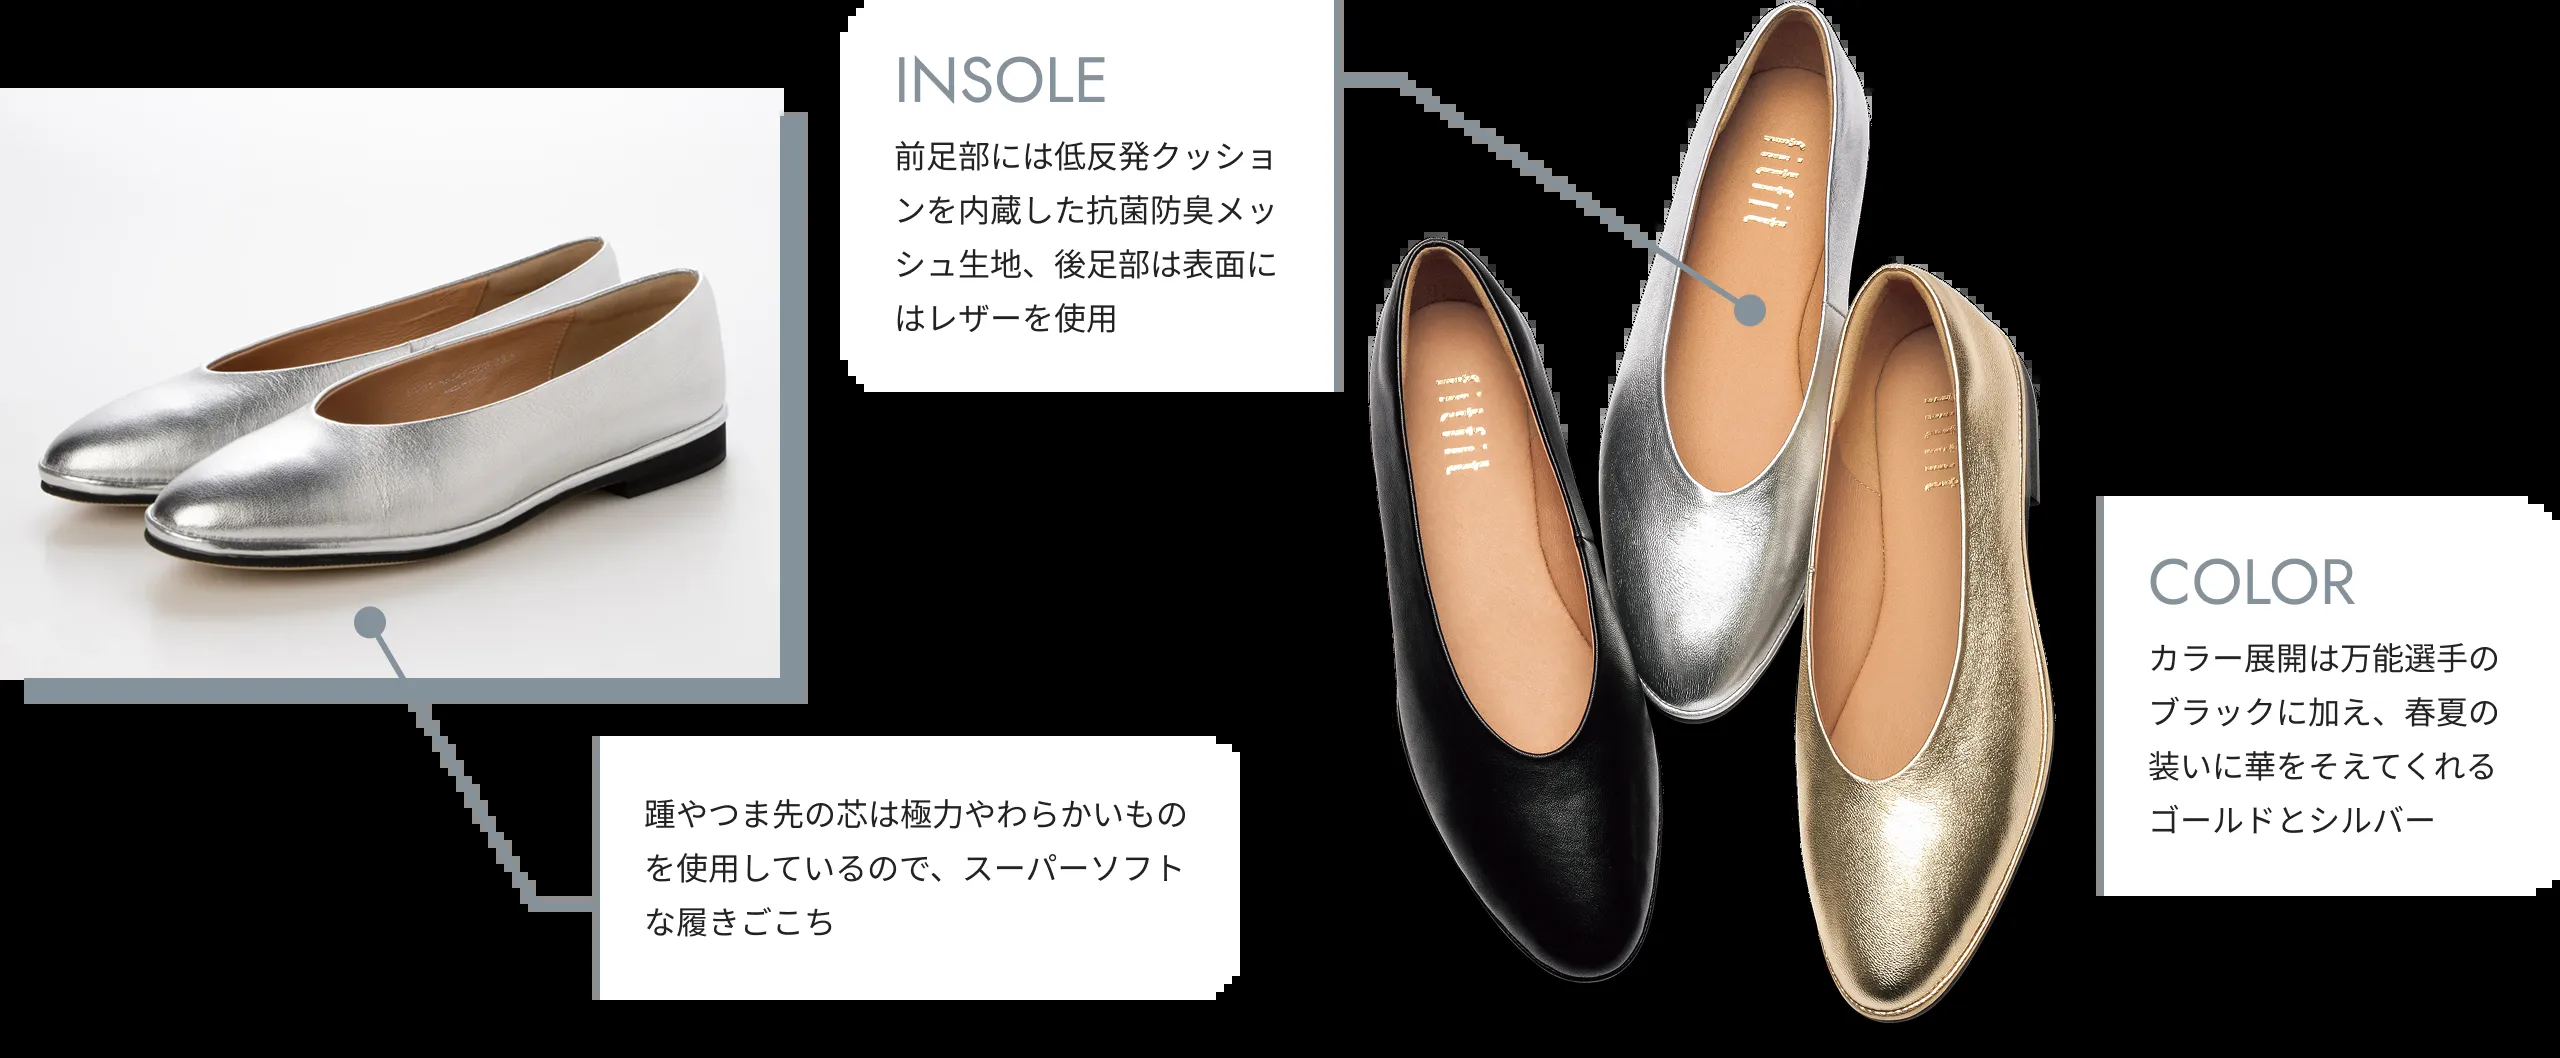 INSOLE
前足部には低反発クッショ
ンを内蔵した抗菌防臭メッ
シュ生地、後足部は表面に
はレザーを使用
fitfit
fitfit
fitfit
COLOR
カラー展開は万能選手の
ブラックに加え、春夏の
装いに華をそえてくれる
ゴールドとシルバー
踵やつま先の芯は極力やわらかいもの
を使用しているので、スーパーソフト
な履きごこち